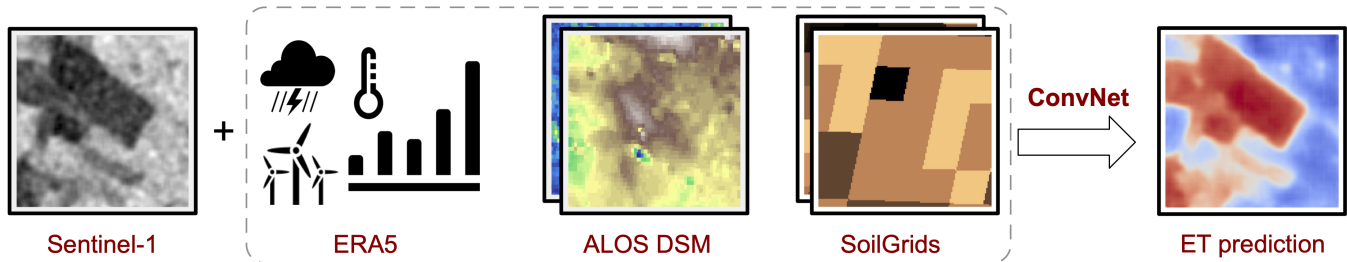 +
ConvNet
Sentinel-1
ERA5
ALOS DSM
SoilGrids
ET prediction